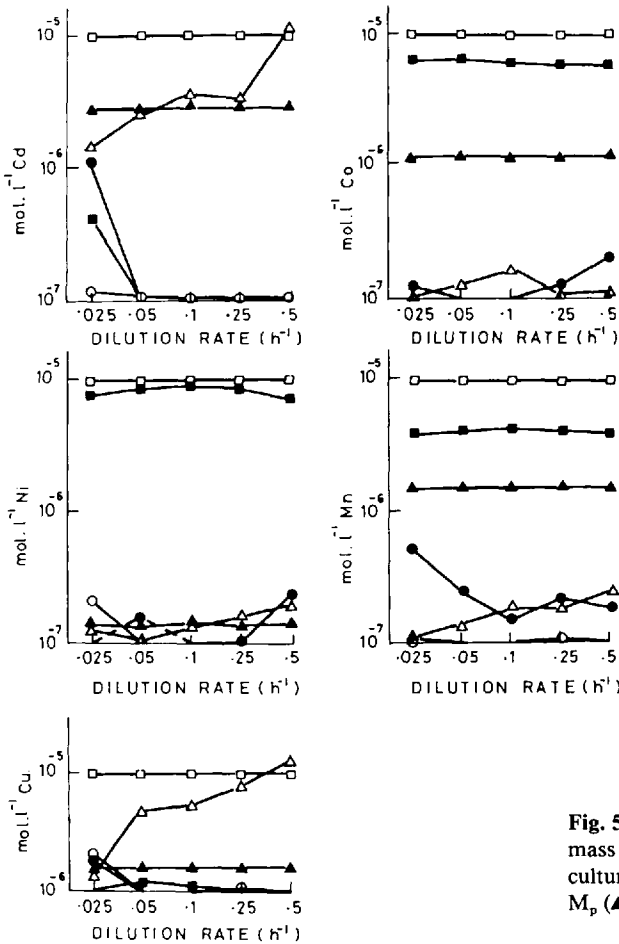 10⁻⁵
10⁻⁶
10⁻⁷
mol. l⁻¹ Cd
·025 ·05 ·1 ·25 ·5
DILUTION RATE (h⁻¹)
10⁻⁵
10⁻⁶
10⁻⁷
mol. l⁻¹ Co
·025 ·05 ·1 ·25 ·5
DILUTION RATE (h⁻¹)
10⁻⁵
10⁻⁶
10⁻⁷
mol. l⁻¹ Ni
·025 ·05 ·1 ·25 ·5
DILUTION RATE (h⁻¹)
10⁻⁵
10⁻⁶
10⁻⁷
mol. l⁻¹ Mn
·025 ·05 ·1 ·25 ·5
DILUTION RATE (h⁻¹)
10⁻⁵
10⁻⁶
mol. l⁻¹ Cu
·025 ·05 ·1 ·25 ·5
DILUTION RATE (h⁻¹)
Fig. 5
mass
cultur
Mₚ (▲